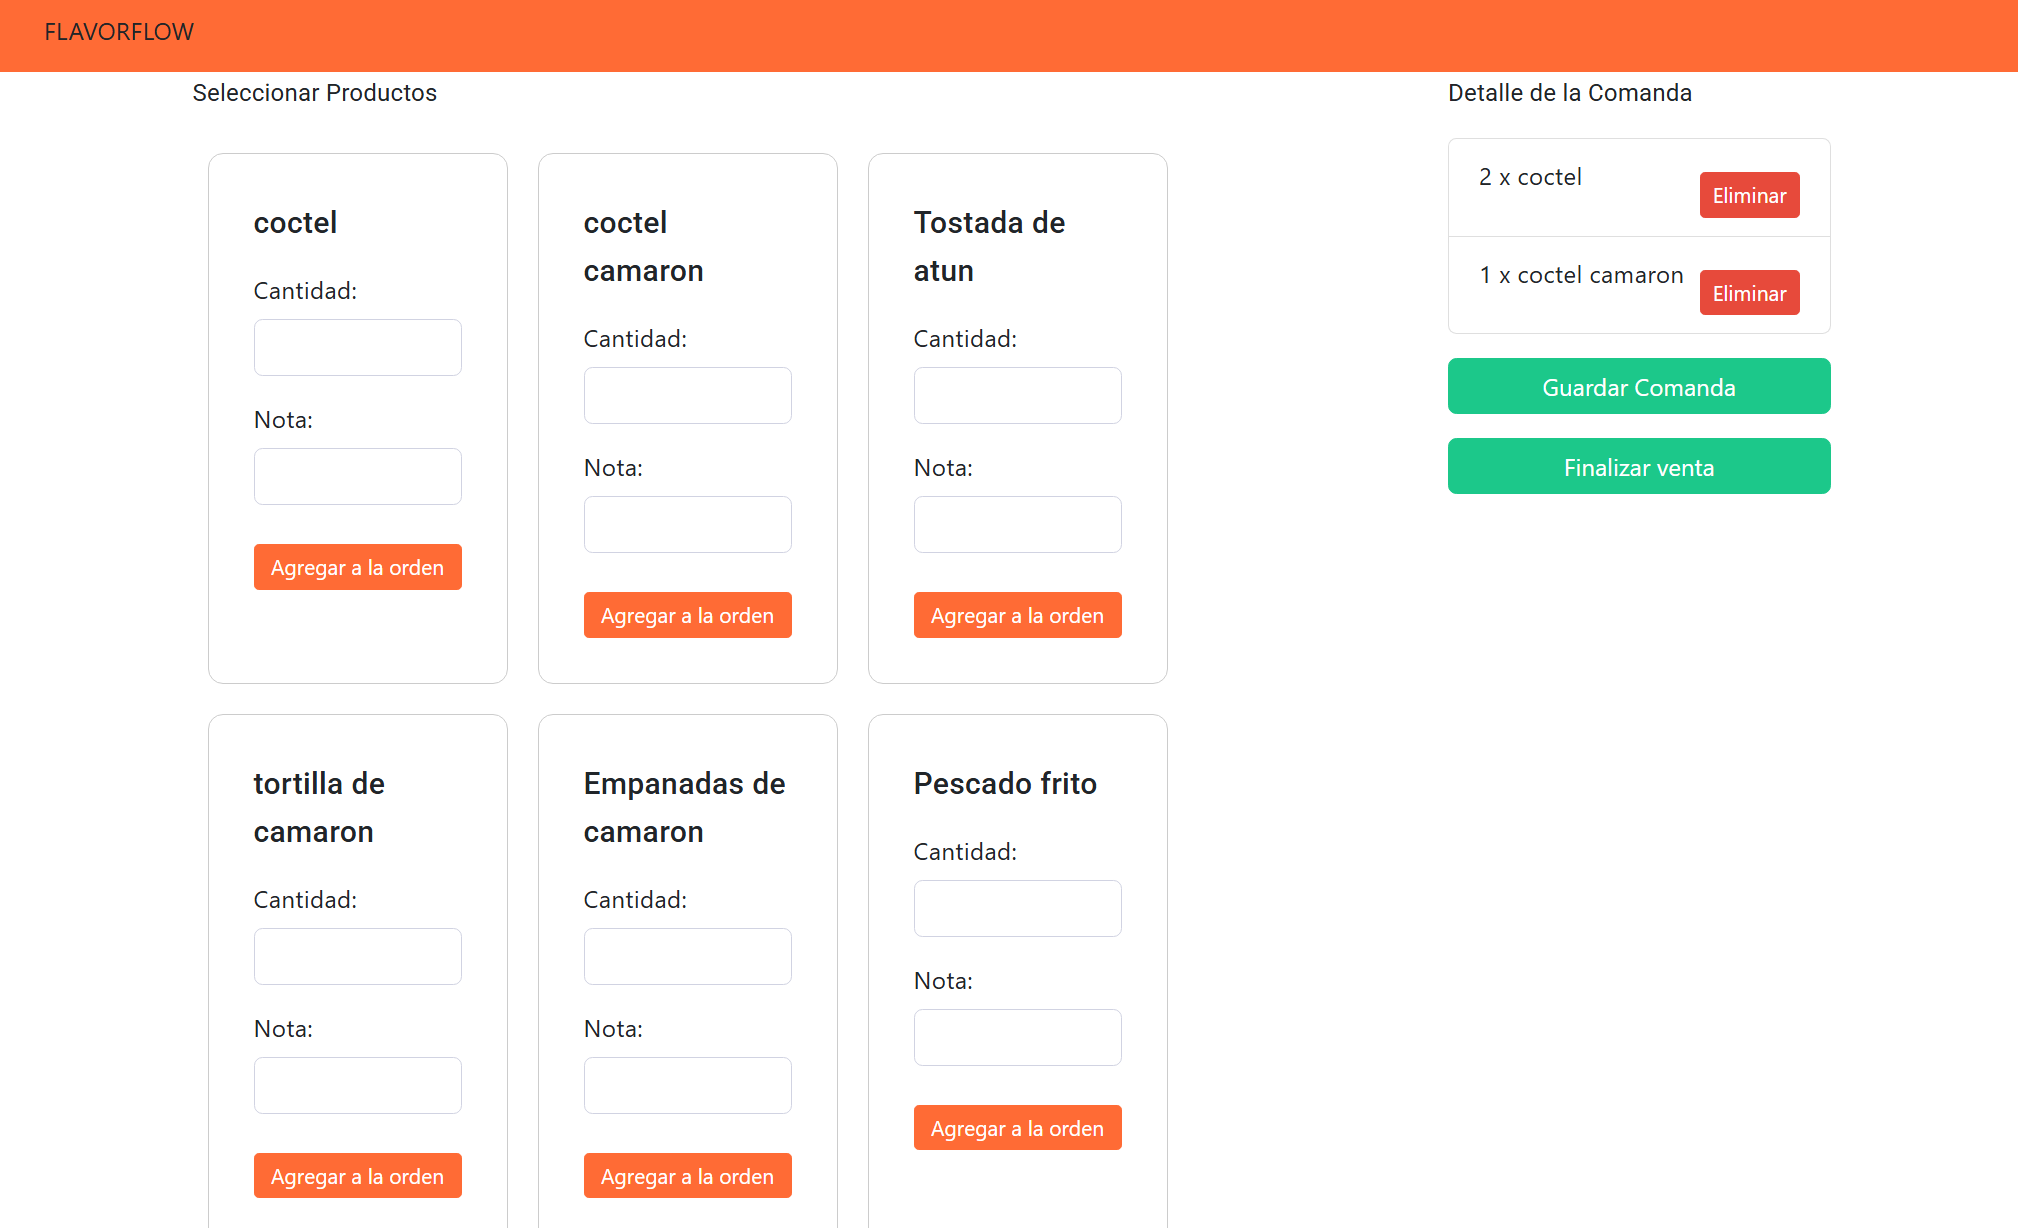 FLAVORFLOW
Seleccionar Productos
coctel
Cantidad:
Nota:
Agregar a la orden
coctel
camaron
Cantidad:
Nota:
Agregar a la orden
Tostada de
atun
Cantidad:
Nota:
Agregar a la orden
tortilla de
camaron
Cantidad:
Nota:
Agregar a la orden
Empanadas de
camaron
Cantidad:
Nota:
Agregar a la orden
Pescado frito
Cantidad:
Nota:
Agregar a la orden
Detalle de la Comanda
2 x coctel
Eliminar
1 x coctel camaron
Eliminar
Guardar Comanda
Finalizar venta